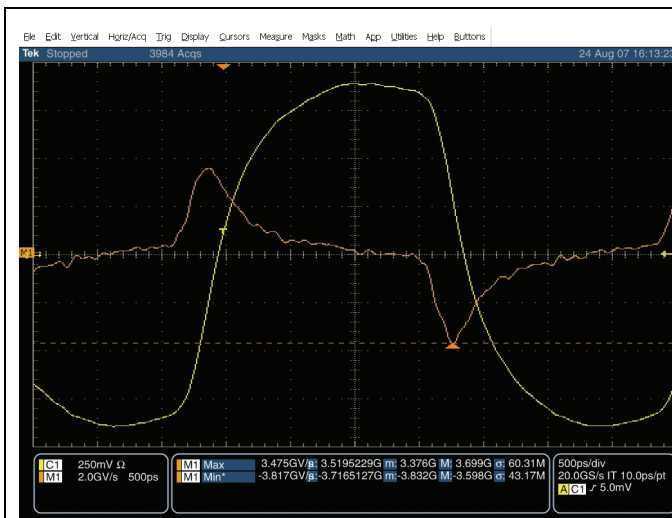 File Edit Vertical Horiz/Acq Trig Display Cursors Measure Masks Math App Utilities Help Buttons
Tek Stopped 3984 Acqs 24 Aug 07 16:13:23
M1
C1 250mV Ω
M1 2.0GV/s 500ps
M1 Max 3.475GV/s µ: 3.5195229G m: 3.376G M: 3.699G σ: 60.31M
M1 Min* -3.817GV/s µ: -3.7165127G m: -3.832G M: -3.598G σ: 43.17M
500ps/div
20.0GS/s IT 10.0ps/pt
A C1 ∫ 5.0mV